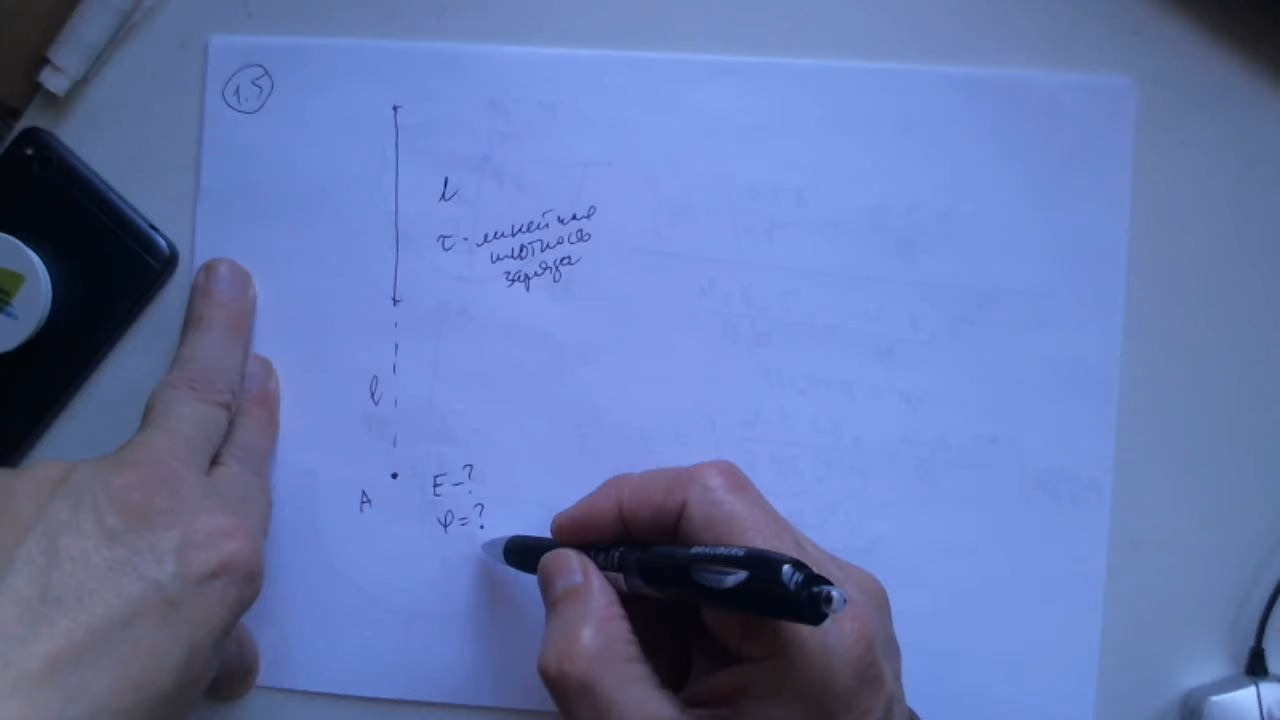 1.5
l
τ - линейная
плотность
заряда
l
A
E - ?
φ = ?